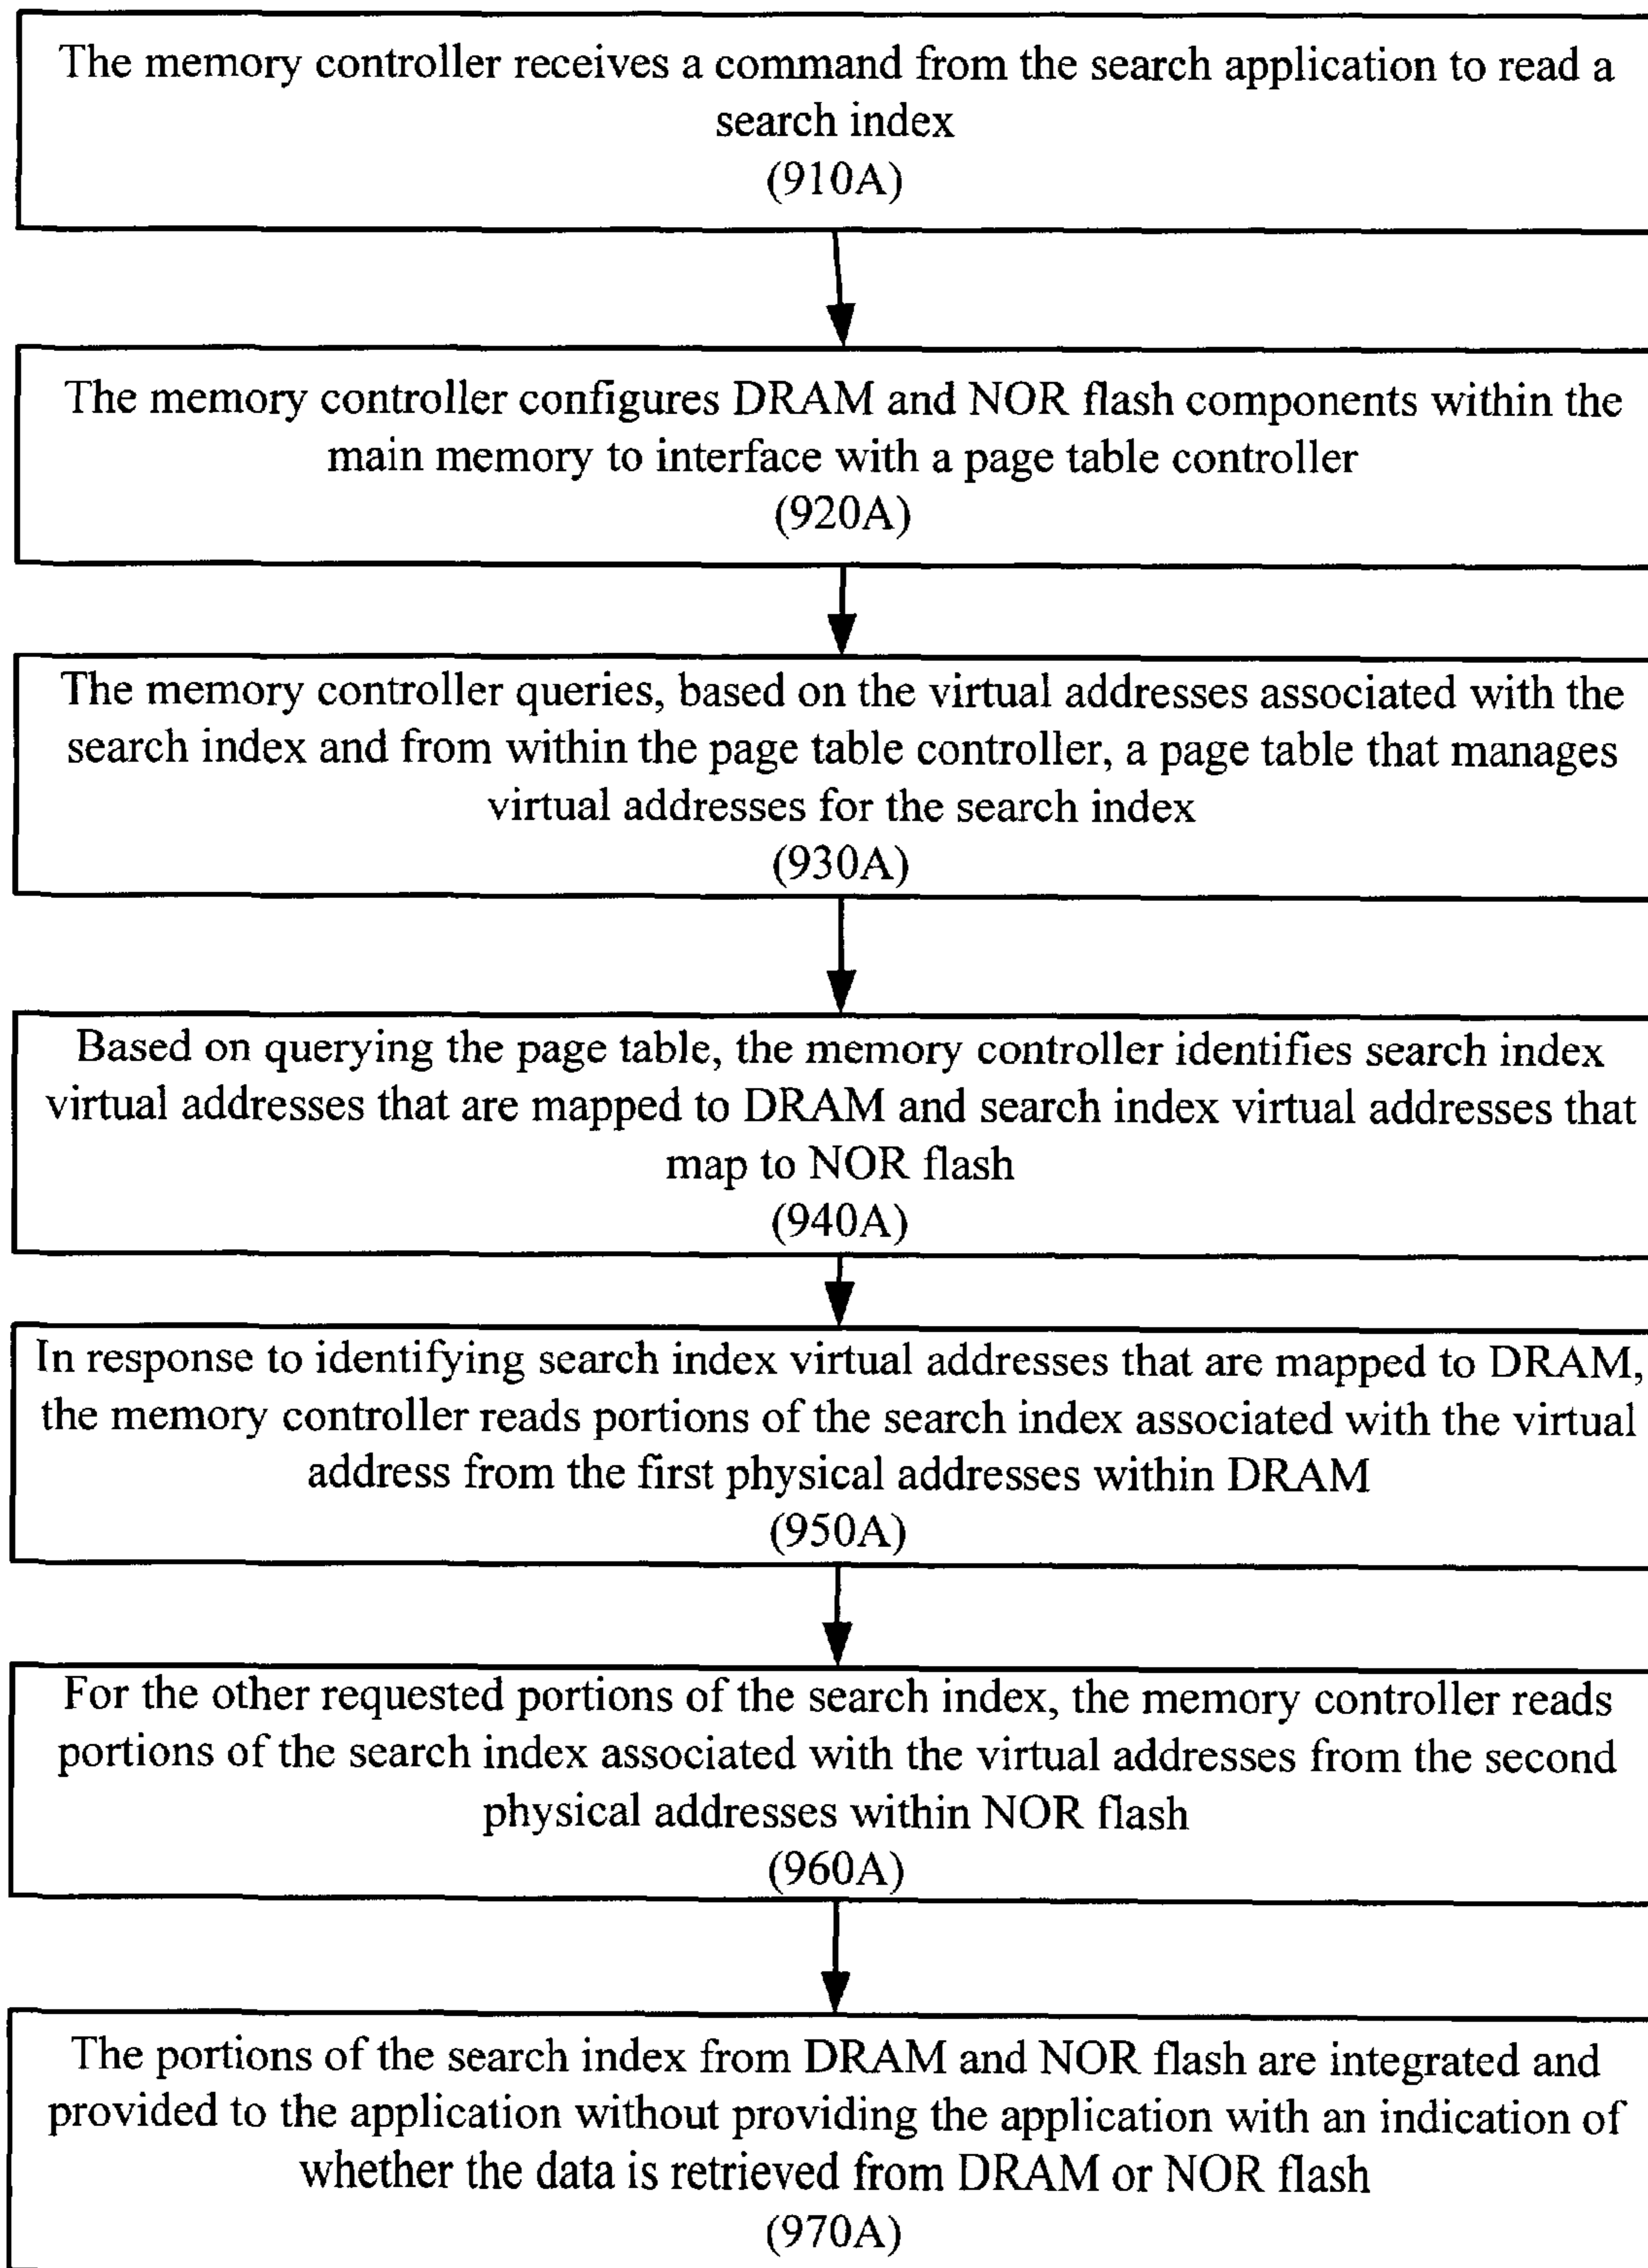 The memory controller receives a command from the search application to read a
search index
(910A)
The memory controller configures DRAM and NOR flash components within the
main memory to interface with a page table controller
(920A)
The memory controller queries, based on the virtual addresses associated with the
search index and from within the page table controller, a page table that manages
virtual addresses for the search index
(930A)
Based on querying the page table, the memory controller identifies search index
virtual addresses that are mapped to DRAM and search index virtual addresses that
map to NOR flash
(940A)
In response to identifying search index virtual addresses that are mapped to DRAM,
the memory controller reads portions of the search index associated with the virtual
address from the first physical addresses within DRAM
(950A)
For the other requested portions of the search index, the memory controller reads
portions of the search index associated with the virtual addresses from the second
physical addresses within NOR flash
(960A)
The portions of the search index from DRAM and NOR flash are integrated and
provided to the application without providing the application with an indication of
whether the data is retrieved from DRAM or NOR flash
(970A)